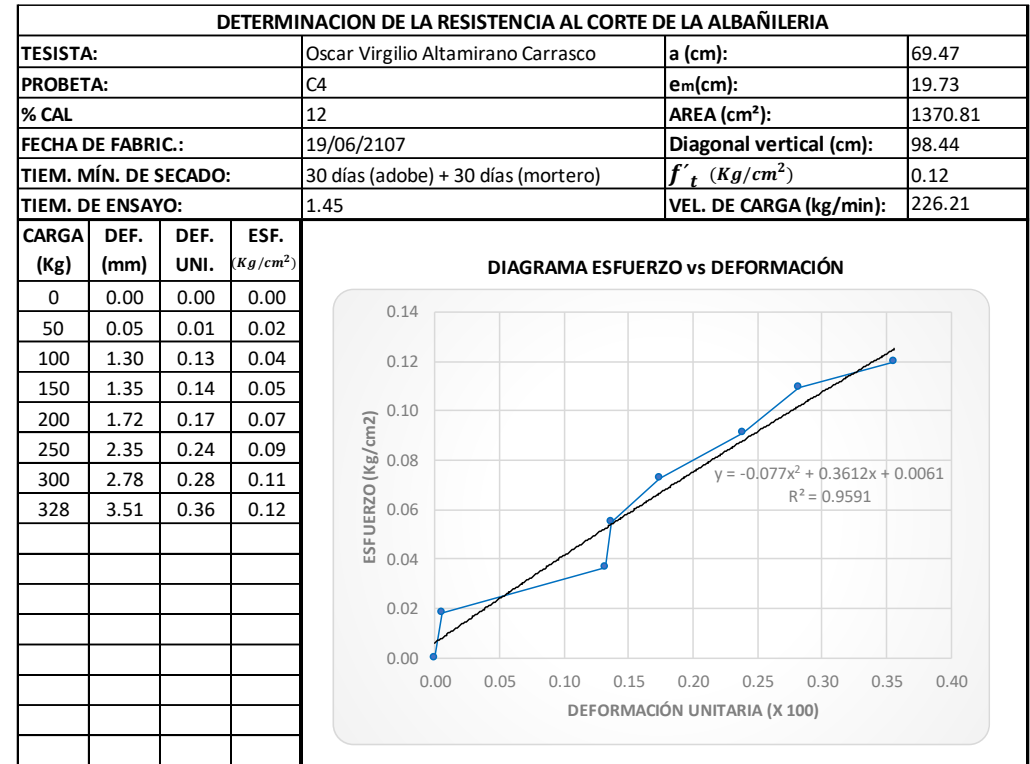 DETERMINACION DE LA RESISTENCIA AL CORTE DE LA ALBAÑILERIA
TESISTA: Oscar Virgilio Altamirano Carrasco a (cm): 69.47
PROBETA: C4 em(cm): 19.73
% CAL 12 AREA (cm²): 1370.81
FECHA DE FABRIC.: 19/06/2107 Diagonal vertical (cm): 98.44
TIEM. MÍN. DE SECADO: 30 días (adobe) + 30 días (mortero) f´t (Kg/cm²) 0.12
TIEM. DE ENSAYO: 1.45 VEL. DE CARGA (kg/min): 226.21
CARGA DEF. DEF. ESF.
(Kg) (mm) UNI. (Kg/cm²)
0 0.00 0.00 0.00
50 0.05 0.01 0.02
100 1.30 0.13 0.04
150 1.35 0.14 0.05
200 1.72 0.17 0.07
250 2.35 0.24 0.09
300 2.78 0.28 0.11
328 3.51 0.36 0.12
DIAGRAMA ESFUERZO vs DEFORMACIÓN
ESFUERZO (Kg/cm2)
0.14
0.12
0.10
0.08
0.06
0.04
0.02
0.00
y = -0.077x² + 0.3612x + 0.0061
R² = 0.9591
0.00 0.05 0.10 0.15 0.20 0.25 0.30 0.35 0.40
DEFORMACIÓN UNITARIA (X 100)